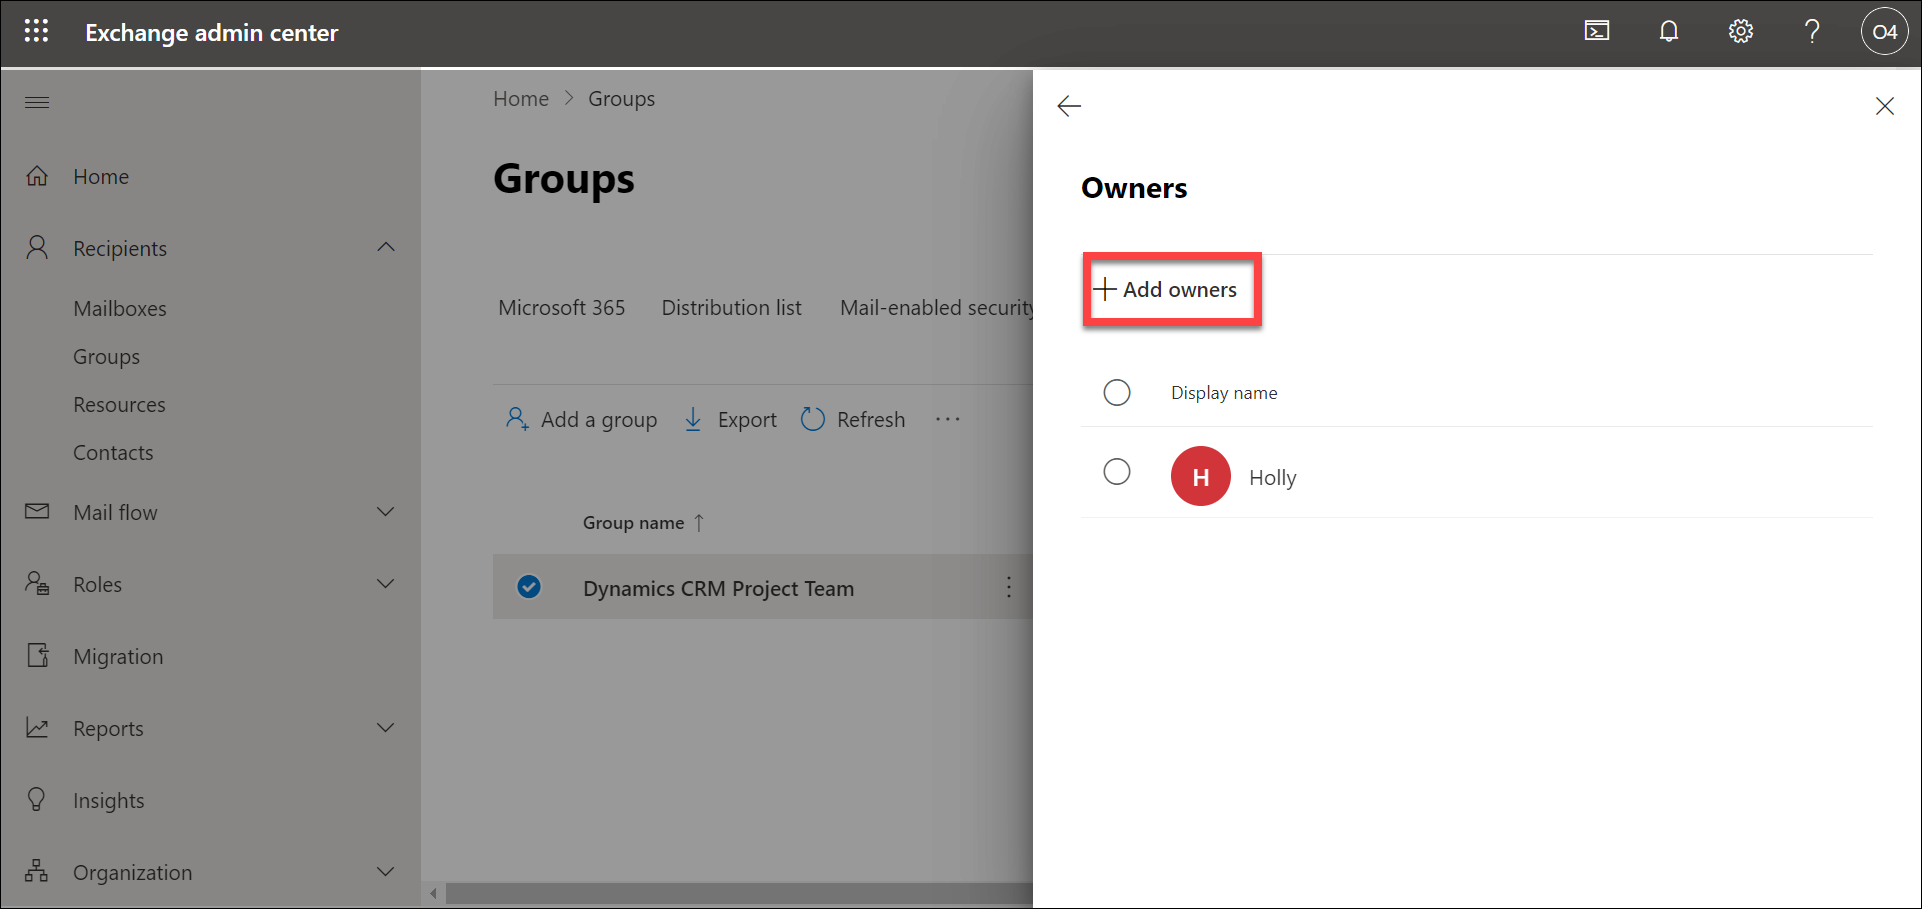 Exchange admin center
O4
Home
Recipients
Mailboxes
Groups
Resources
Contacts
Mail flow
Roles
Migration
Reports
Insights
Organization
Home > Groups
Groups
Microsoft 365 Distribution list Mail-enabled security
Add a group Export Refresh ...
Group name ↑
Dynamics CRM Project Team
Owners
+ Add owners
Display name
H Holly